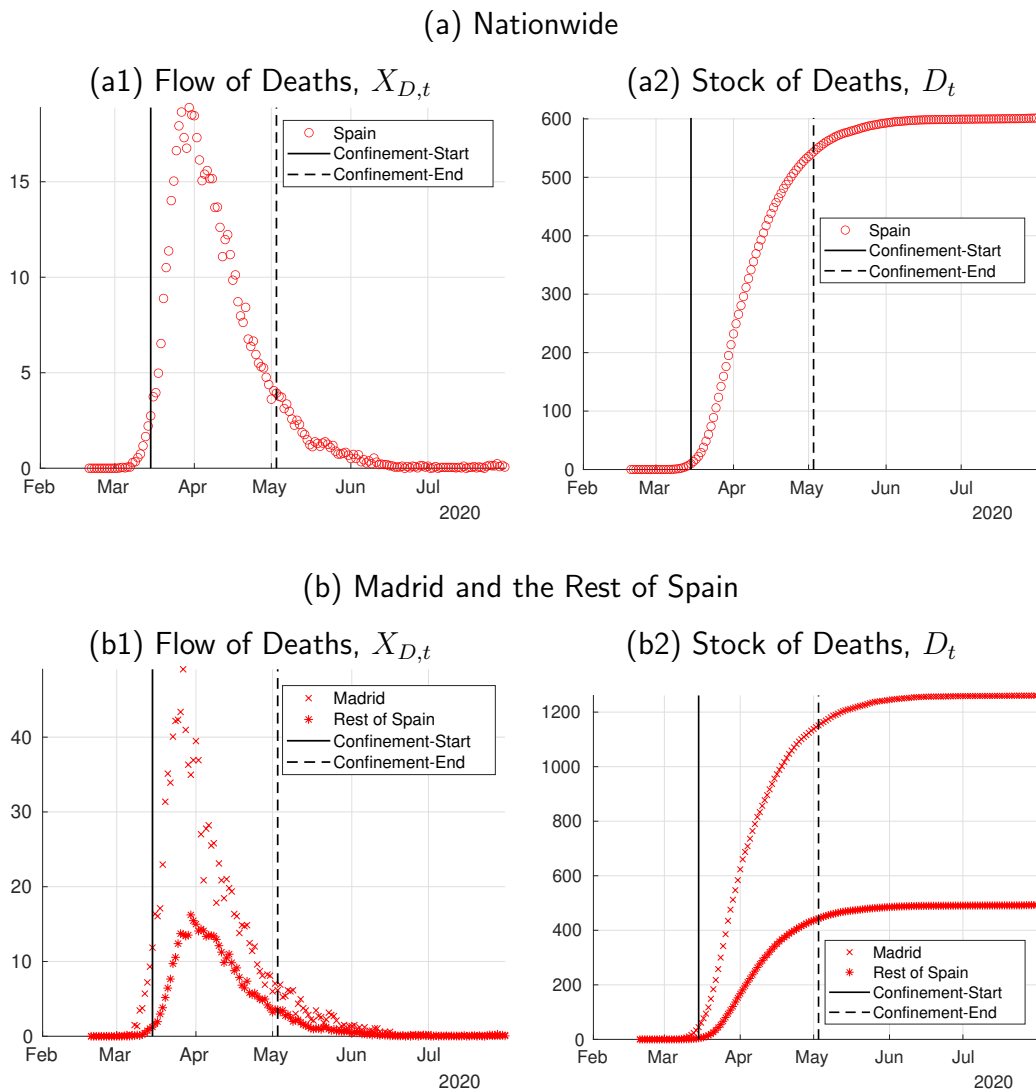 (a) Nationwide
(a1) Flow of Deaths, X_{D,t}
15
10
5
0
Feb Mar Apr May Jun Jul
2020
Spain
Confinement-Start
Confinement-End
(a2) Stock of Deaths, D_t
600
500
400
300
200
100
0
Feb Mar Apr May Jun Jul
2020
Spain
Confinement-Start
Confinement-End
(b) Madrid and the Rest of Spain
(b1) Flow of Deaths, X_{D,t}
40
30
20
10
0
Feb Mar Apr May Jun Jul
2020
Madrid
Rest of Spain
Confinement-Start
Confinement-End
(b2) Stock of Deaths, D_t
1200
1000
800
600
400
200
0
Feb Mar Apr May Jun Jul
2020
Madrid
Rest of Spain
Confinement-Start
Confinement-End